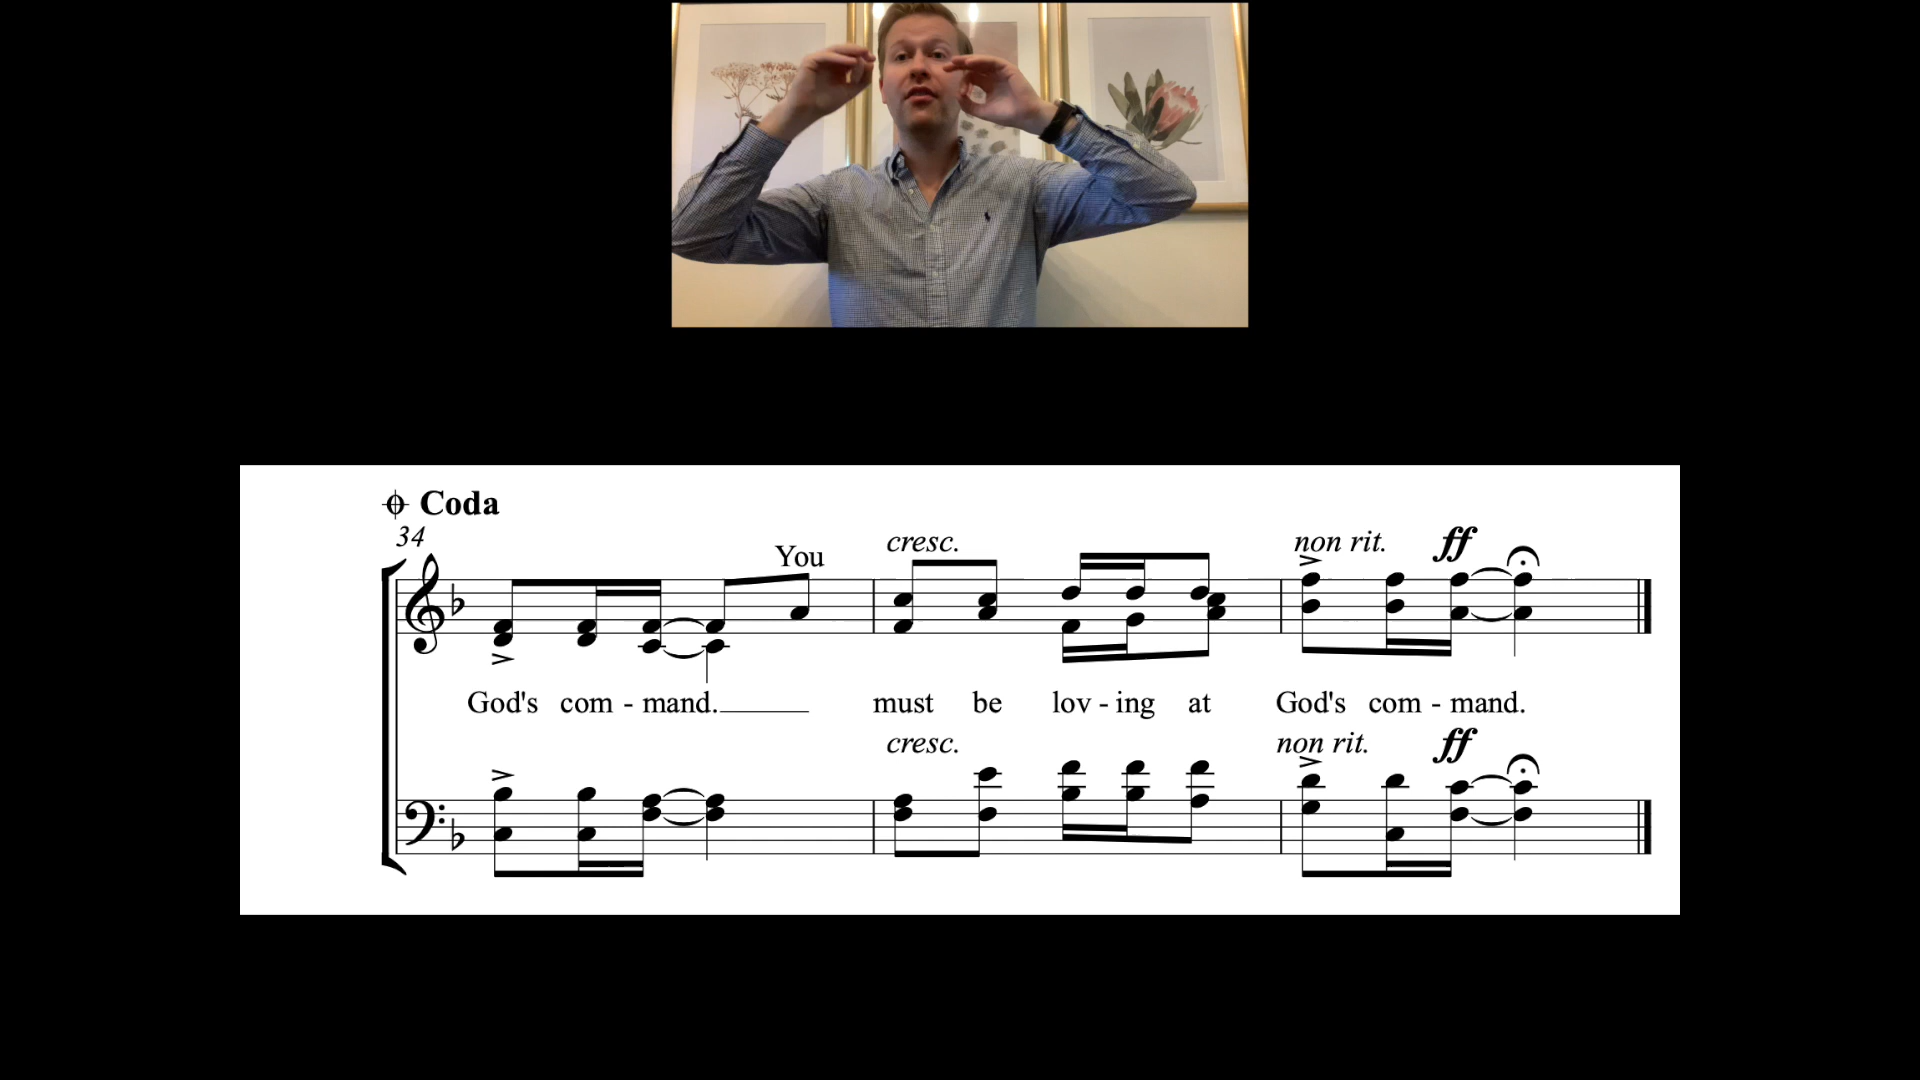 Coda
34
You
cresc.
non rit. ff
God's com - mand. must be lov - ing at God's com - mand.
cresc.
non rit. ff